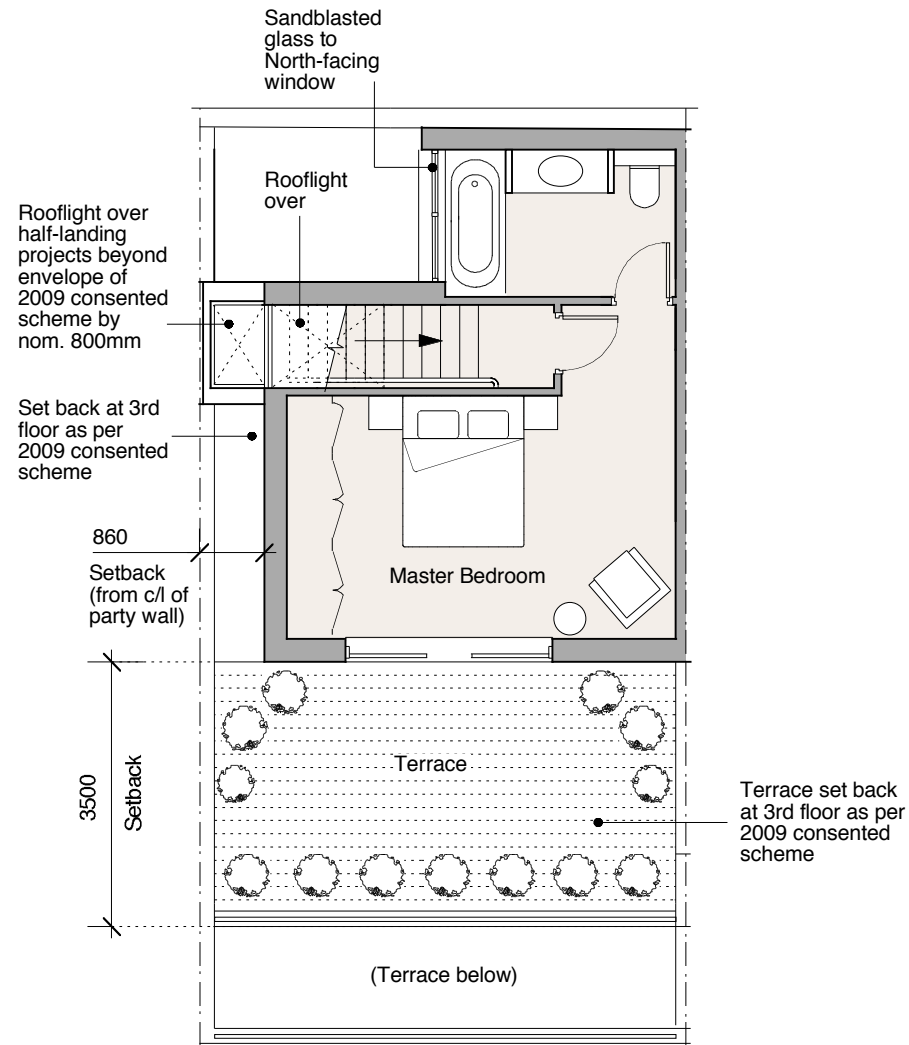 Sandblasted
glass to
North-facing
window
Rooflight
over
Rooflight over
half-landing
projects beyond
envelope of
2009 consented
scheme by
nom. 800mm
Set back at 3rd
floor as per
2009 consented
scheme
860
Setback
(from c/l of
party wall)
Master Bedroom
3500
Setback
Terrace
Terrace set back
at 3rd floor as per
2009 consented
scheme
(Terrace below)